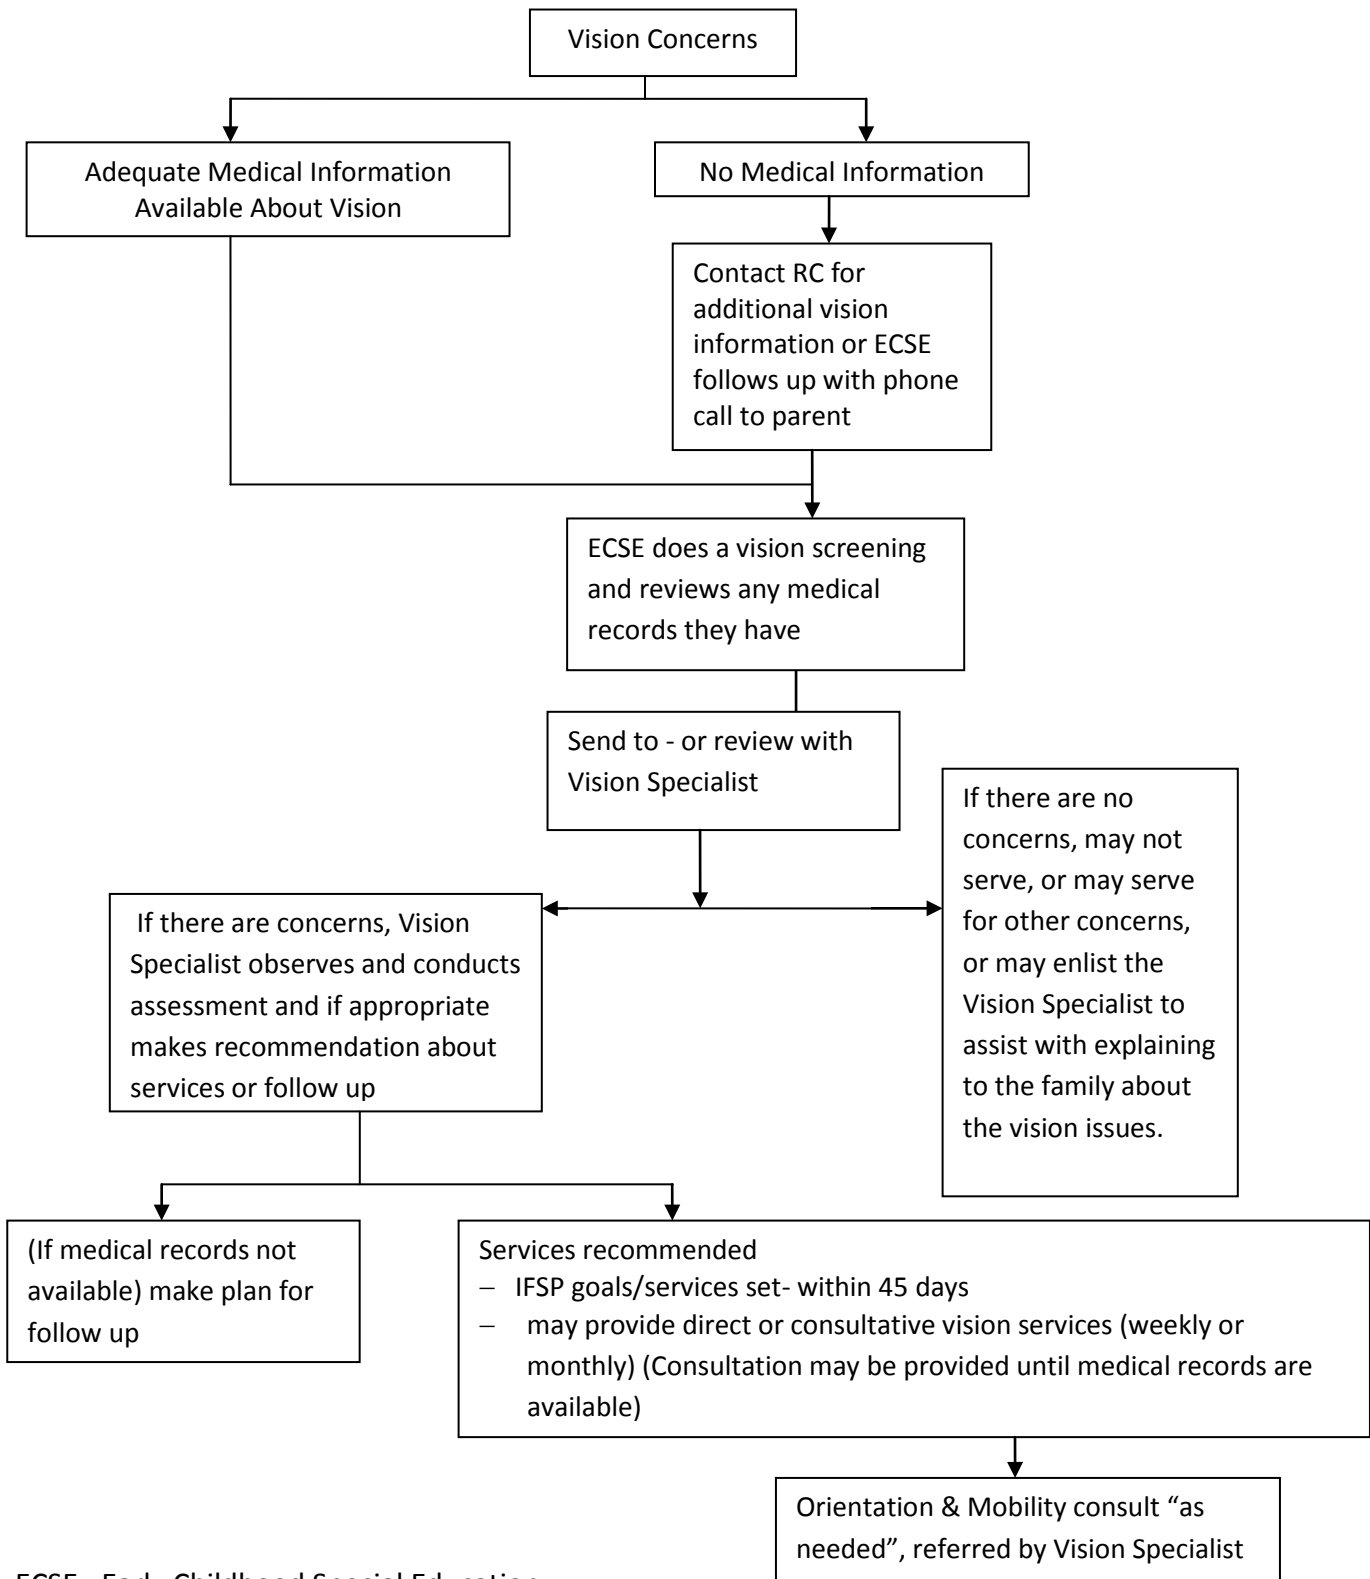 Vision Concerns
Adequate Medical Information
Available About Vision
No Medical Information
Contact RC for
additional vision
information or ECSE
follows up with phone
call to parent
ECSE does a vision screening
and reviews any medical
records they have
Send to - or review with
Vision Specialist
If there are no
concerns, may not
serve, or may serve
for other concerns,
or may enlist the
Vision Specialist to
assist with explaining
to the family about
the vision issues.
If there are concerns, Vision
Specialist observes and conducts
assessment and if appropriate
makes recommendation about
services or follow up
(If medical records not
available) make plan for
follow up
Services recommended
– IFSP goals/services set- within 45 days
– may provide direct or consultative vision services (weekly or
monthly) (Consultation may be provided until medical records are
available)
Orientation & Mobility consult “as
needed”, referred by Vision Specialist
ECSE - Early Childhood Special Education